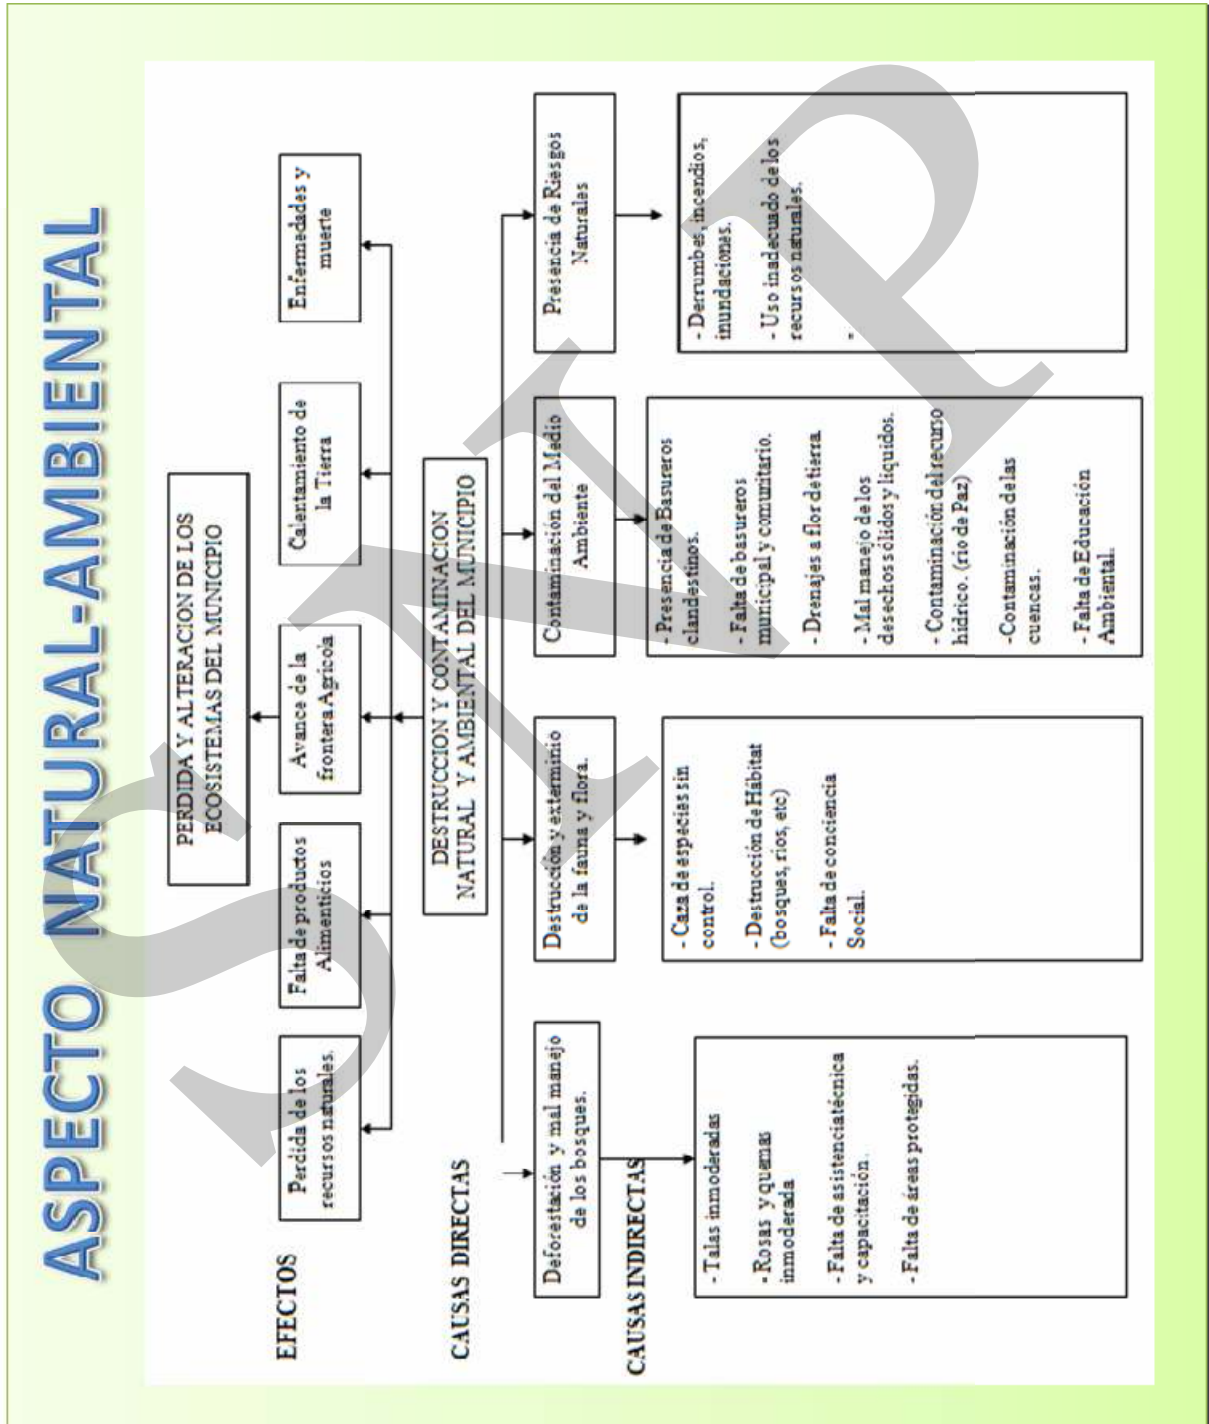 ASPECTO NATURAL-AMBIENTAL
PERDIDA Y ALTERACION DE LOS
ECOSISTEMAS DEL MUNICIPIO
EFECTOS
Perdida de los
recursos naturales.
Falta de productos
Alimenticios
Avance de la
frontera Agrícola
Calentamiento de
la Tierra
Enfermedades y
muerte
DESTRUCCION Y CONTAMINACION
NATURAL Y AMBIENTAL DEL MUNICIPIO
CAUSAS DIRECTAS
Deforestación y mal manejo
de los bosques.
Destrucción y exterminio
de la fauna y flora.
Contaminación del Medio
Ambiente
Presencia de Riesgos
Naturales
CAUSAS INDIRECTAS
- Talas inmoderadas
- Rosas y quemas
inmoderada
- Falta de asistencia técnica
y capacitación.
- Falta de áreas protegidas.
- Caza de especies sin
control.
- Destrucción de Hábitat
(bosques, ríos, etc)
- Falta de conciencia
Social.
- Presencia de Basureros
clandestinos.
- Falta de basureros
municipal y comunitario.
- Drenajes a flor de tierra.
- Mal manejo de los
desechos sólidos y líquidos.
- Contaminación del recurso
hídrico. (río de Paz)
- Contaminación de las
cuencas.
- Falta de Educación
Ambiental.
- Derrumbes, incendios,
inundaciones.
- Uso inadecuado de los
recursos naturales.
-
SNP